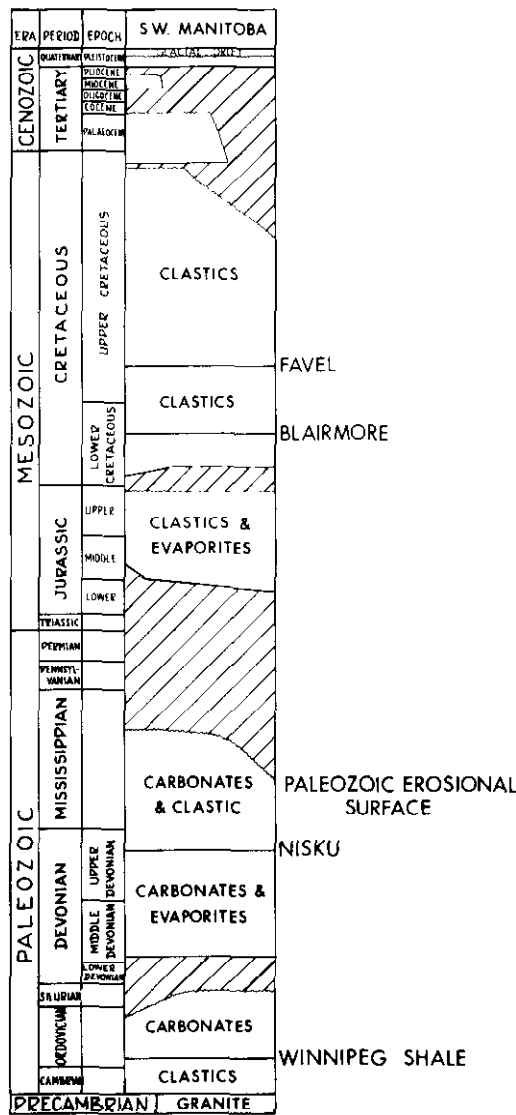 S.W. MANITOBA
ERA PERIOD EPOCH
CENOZOIC
QUATERNARY
PLEISTOCENE
GLACIAL DRIFT
TERTIARY
PLIOCENE
MIOCENE
OLIGOCENE
EOCENE
PALAEOCENE
MESOZOIC
CRETACEOUS
UPPER CRETACEOUS
CLASTICS
FAVEL
CLASTICS
LOWER
CRETACEOUS
BLAIRMORE
JURASSIC
UPPER
CLASTICS &
EVAPORITES
MIDDLE
LOWER
TRIASSIC
PALEOZOIC
PERMIAN
PENNSYL-
VANIAN
MISSISSIPPIAN
CARBONATES
& CLASTIC
PALEOZOIC EROSIONAL
SURFACE
NISKU
DEVONIAN
UPPER
DEVONIAN
CARBONATES &
EVAPORITES
MIDDLE
DEVONIAN
LOWER
DEVONIAN
SILURIAN
ORDOVICIAN
CARBONATES
WINNIPEG SHALE
CAMBRIAN
CLASTICS
PRECAMBRIAN
GRANITE